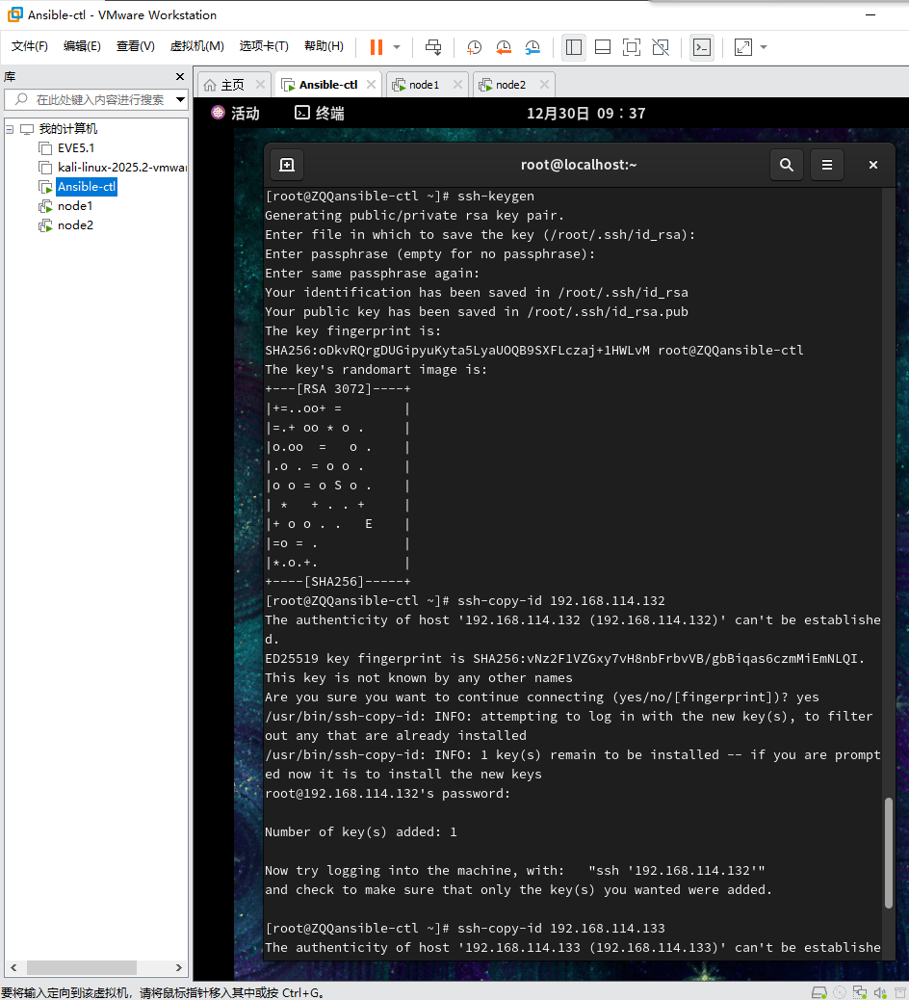 Ansible-ctl - VMware Workstation
文件(F) 编辑(E) 查看(V) 虚拟机(M) 选项卡(T) 帮助(H)
库
在此处键入内容进行搜索
我的计算机
EVE5.1
kali-linux-2025.2-vmwar
Ansible-ctl
node1
node2
主页 Ansible-ctl node1 node2
活动 终端 12月30日 09：37
root@localhost:~
[root@ZQQansible-ctl ~]# ssh-keygen
Generating public/private rsa key pair.
Enter file in which to save the key (/root/.ssh/id_rsa):
Enter passphrase (empty for no passphrase):
Enter same passphrase again:
Your identification has been saved in /root/.ssh/id_rsa
Your public key has been saved in /root/.ssh/id_rsa.pub
The key fingerprint is:
SHA256:oDkvRQrgDUGipyuKyta5LyaUOQB9SXFLczaj+1HWLvM root@ZQQansible-ctl
The key's randomart image is:
+---[RSA 3072]----+
|+=..oo+ =        |
|=.+ oo * o .     |
|o.oo  =   o .    |
|.o . = o o .     |
|o o = o S o .    |
| *   + . . +     |
|+ o o . .   E    |
|=o = .           |
|*.o.+.           |
+----[SHA256]-----+
[root@ZQQansible-ctl ~]# ssh-copy-id 192.168.114.132
The authenticity of host '192.168.114.132 (192.168.114.132)' can't be establishe
d.
ED25519 key fingerprint is SHA256:vNz2F1VZGxy7vH8nbFrbvVB/gbBiqas6czmMiEmNLQI.
This key is not known by any other names
Are you sure you want to continue connecting (yes/no/[fingerprint])? yes
/usr/bin/ssh-copy-id: INFO: attempting to log in with the new key(s), to filter
out any that are already installed
/usr/bin/ssh-copy-id: INFO: 1 key(s) remain to be installed -- if you are prompt
ed now it is to install the new keys
root@192.168.114.132's password:
Number of key(s) added: 1
Now try logging into the machine, with:   "ssh '192.168.114.132'"
and check to make sure that only the key(s) you wanted were added.
[root@ZQQansible-ctl ~]# ssh-copy-id 192.168.114.133
The authenticity of host '192.168.114.133 (192.168.114.133)' can't be establishe
要将输入定向到该虚拟机，请将鼠标指针移入其中或按 Ctrl+G。